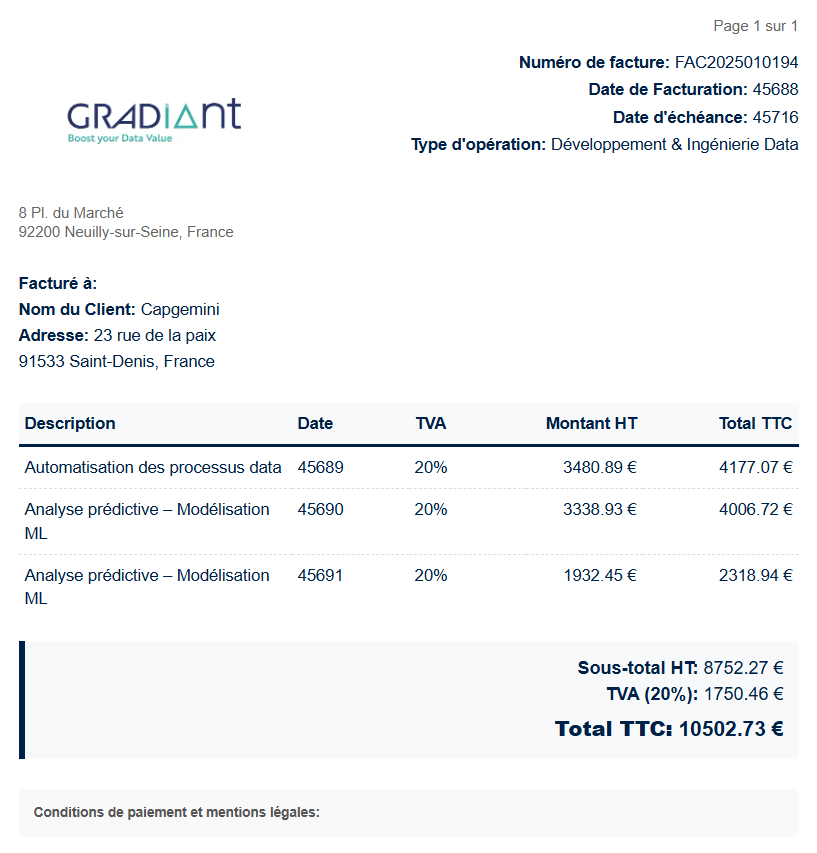 Page 1 sur 1
Numéro de facture: FAC2025010194
Date de Facturation: 45688
Date d'échéance: 45716
Type d'opération: Développement & Ingénierie Data
GRADIANT
Boost your Data Value
8 Pl. du Marché
92200 Neuilly-sur-Seine, France
Facturé à:
Nom du Client: Capgemini
Adresse: 23 rue de la paix
91533 Saint-Denis, France
Description Date TVA Montant HT Total TTC
Automatisation des processus data 45689 20% 3480.89 € 4177.07 €
Analyse prédictive – Modélisation 45690 20% 3338.93 € 4006.72 €
ML
Analyse prédictive – Modélisation 45691 20% 1932.45 € 2318.94 €
ML
Sous-total HT: 8752.27 €
TVA (20%): 1750.46 €
Total TTC: 10502.73 €
Conditions de paiement et mentions légales: